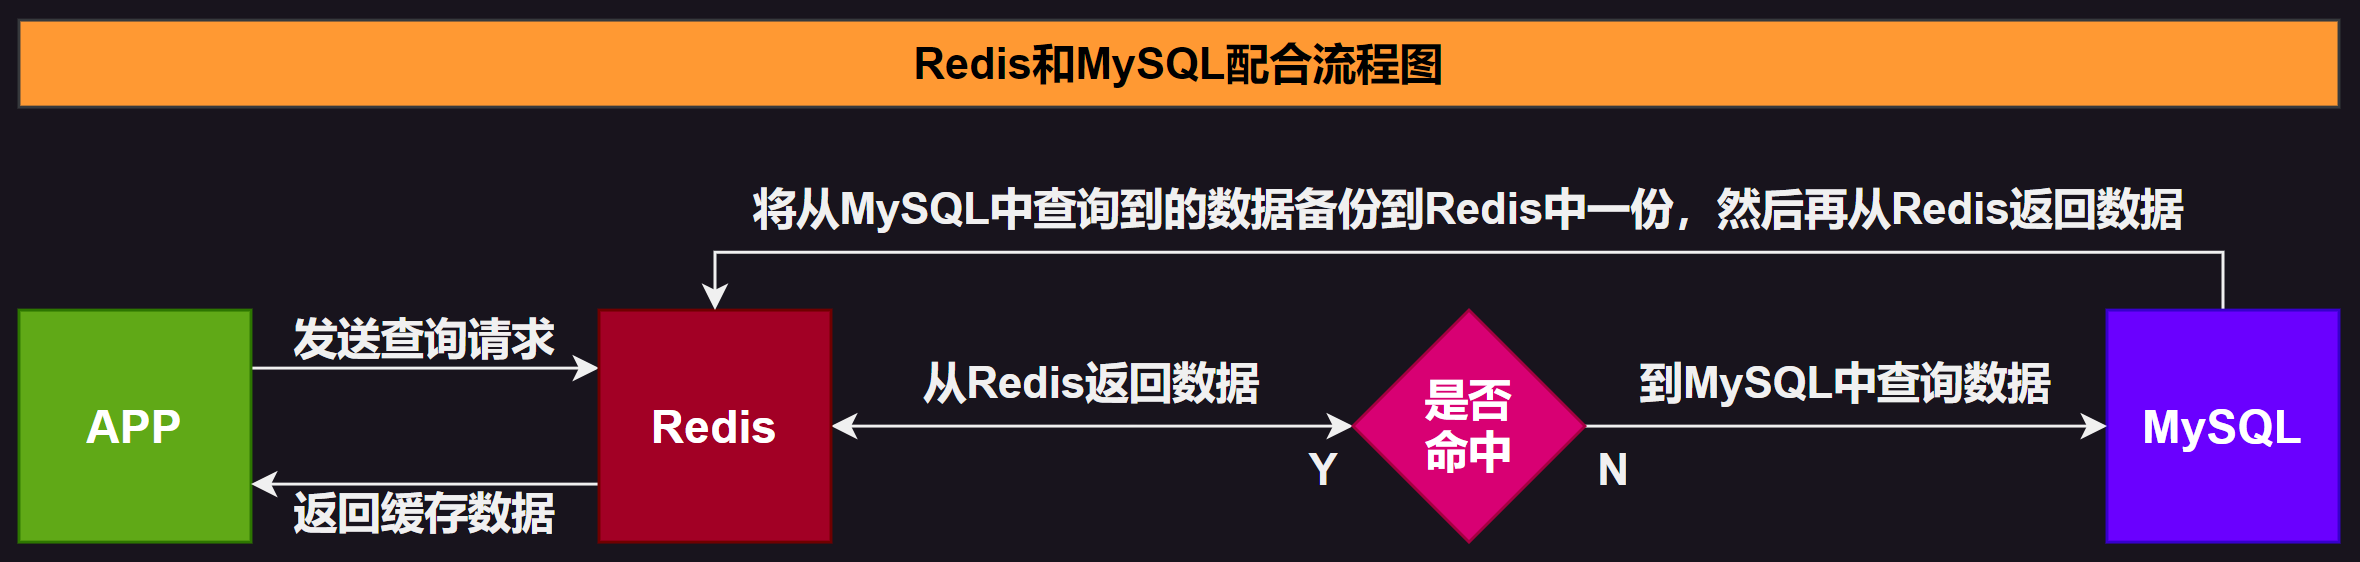 Redis和MySQL配合流程图
将从MySQL中查询到的数据备份到Redis中一份，然后再从Redis返回数据
发送查询请求
APP
返回缓存数据
Redis
从Redis返回数据
Y
是否
命中
N
到MySQL中查询数据
MySQL